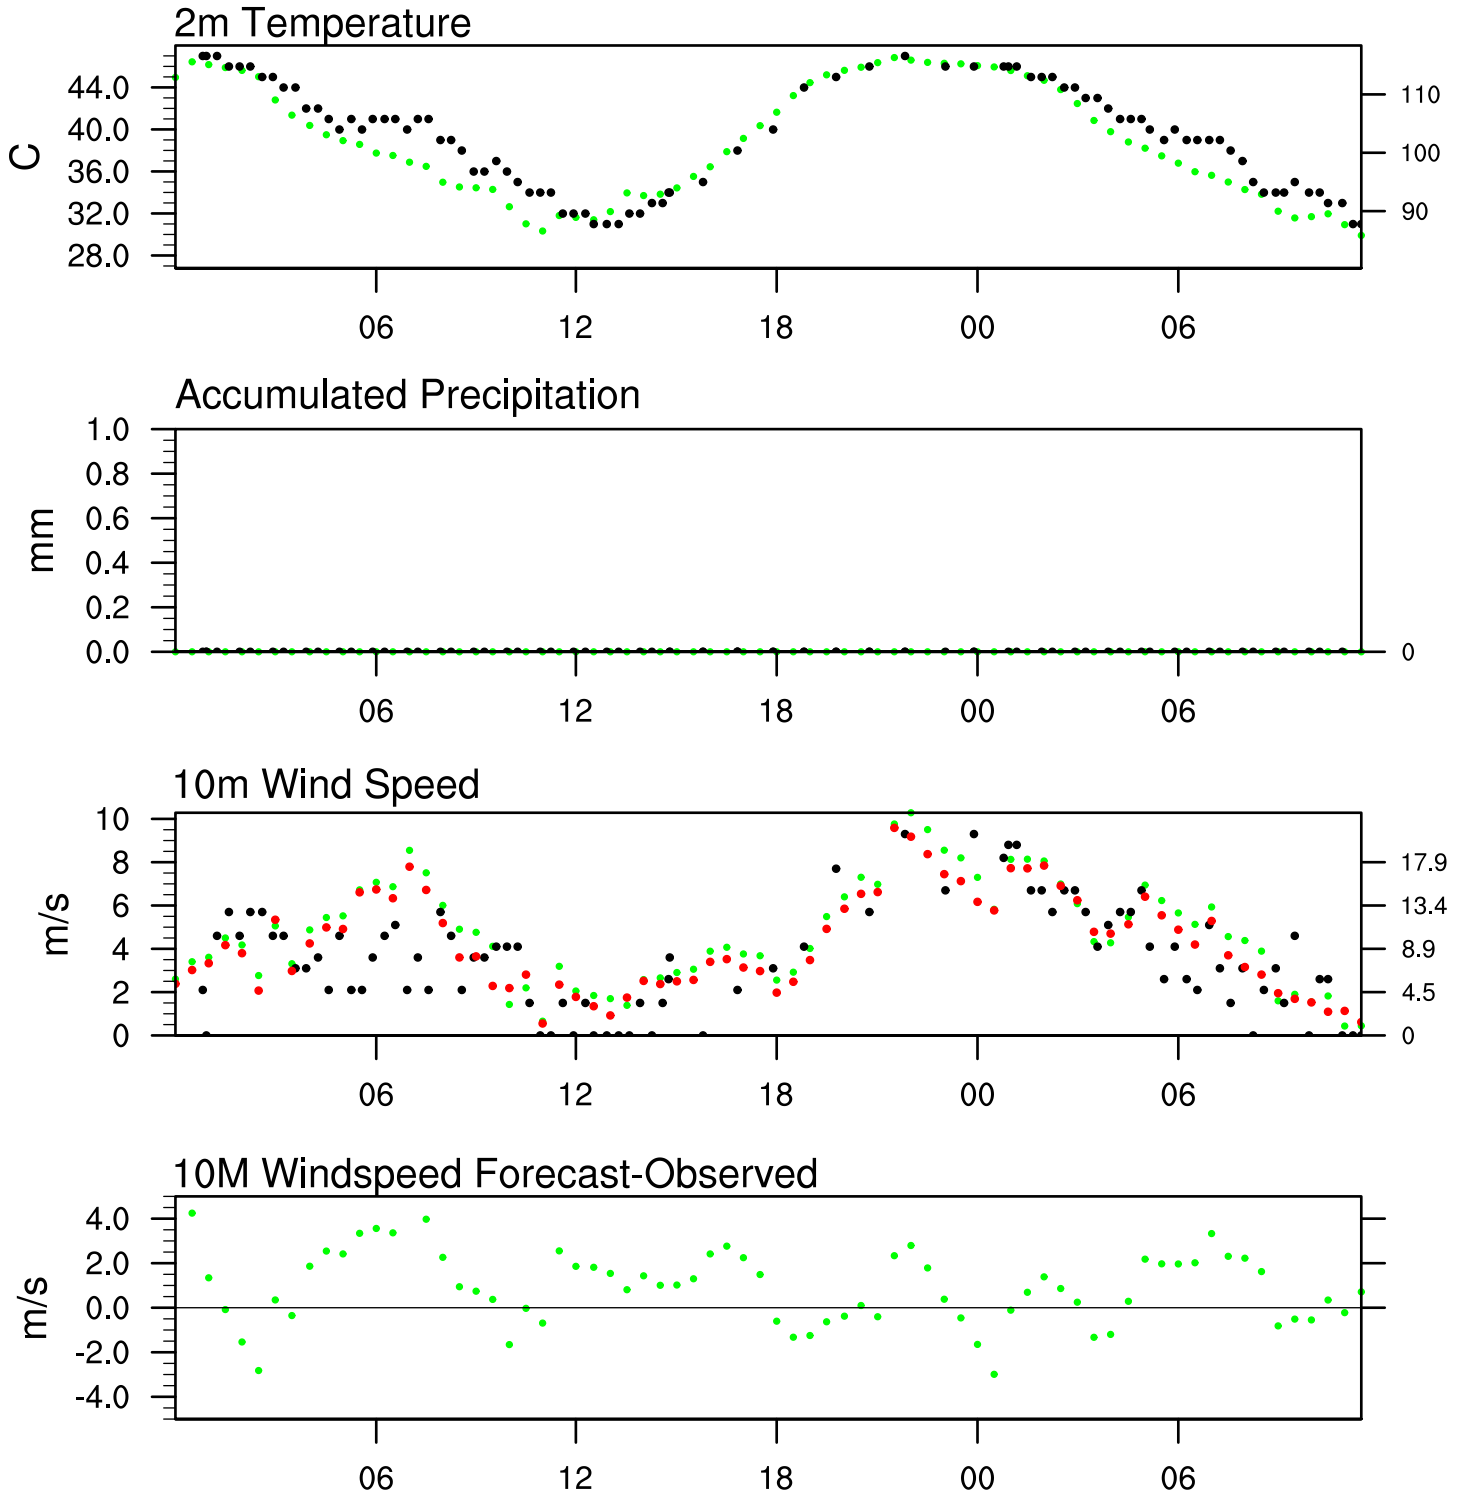 2m Temperature
44.0
40.0
36.0
32.0
28.0
C
110
100
90
06 12 18 00 06
Accumulated Precipitation
1.0
0.8
0.6
0.4
0.2
0.0
mm
0
06 12 18 00 06
10m Wind Speed
10
8
6
4
2
0
m/s
17.9
13.4
8.9
4.5
0
06 12 18 00 06
10M Windspeed Forecast-Observed
4.0
2.0
0.0
-2.0
-4.0
m/s
06 12 18 00 06